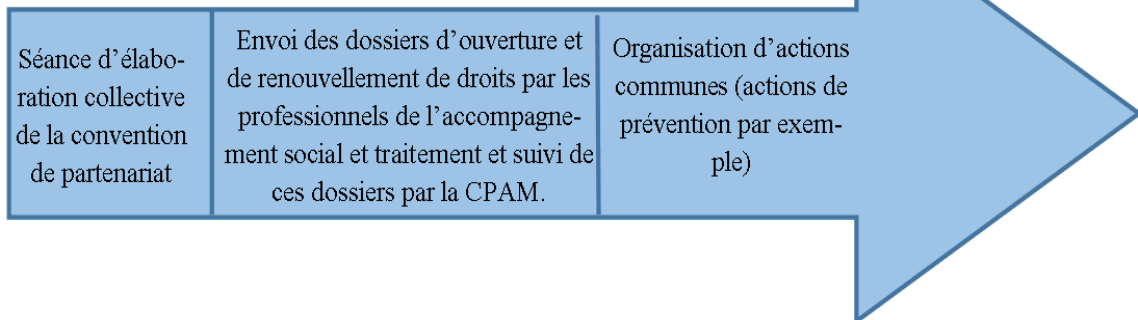 Séance d'élabo-
ration collective
de la convention
de partenariat
Envoi des dossiers d'ouverture et
de renouvellement de droits par les
professionnels de l'accompagne-
ment social et traitement et suivi de
ces dossiers par la CPAM.
Organisation d'actions
communes (actions de
prévention par exem-
ple)